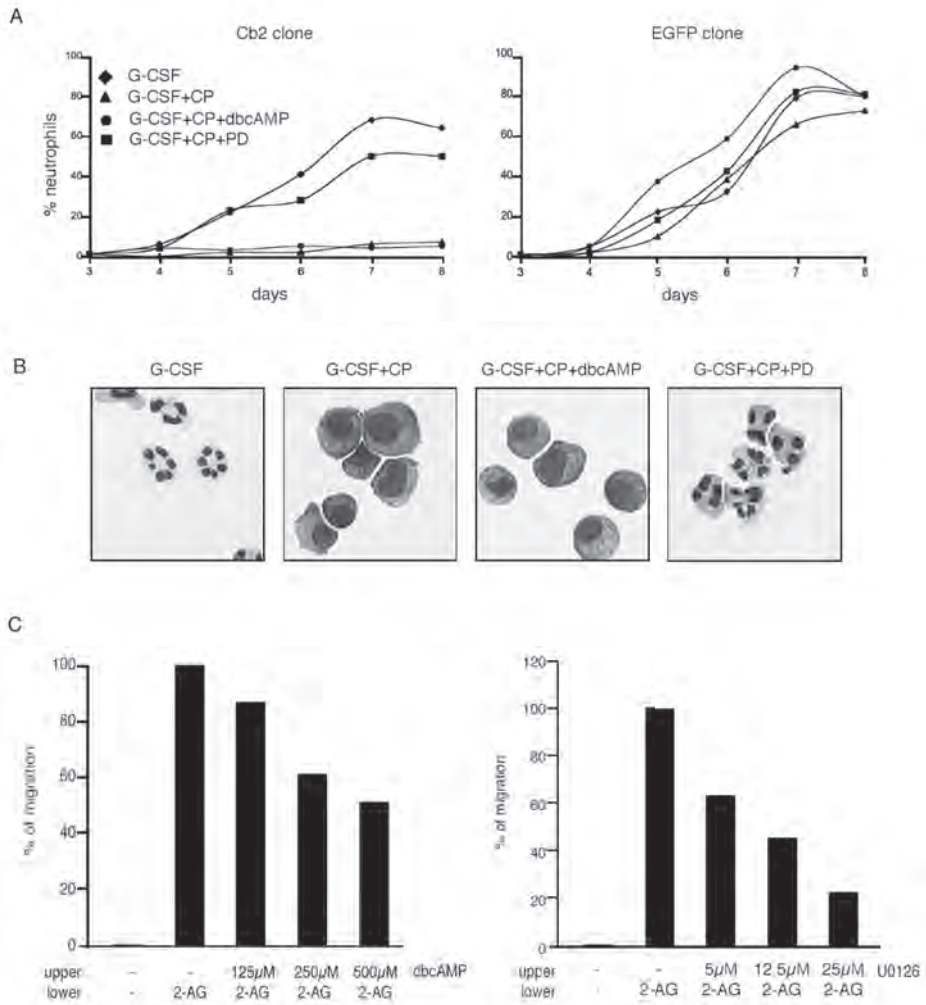 A
Cb2 clone
EGFP clone
G-CSF
G-CSF+CP
G-CSF+CP+dbcAMP
G-CSF+CP+PD
% neutrophils
100
80
60
40
20
0
3 4 5 6 7 8
days
100
80
60
40
20
0
3 4 5 6 7 8
days
B
G-CSF
G-CSF+CP
G-CSF+CP+dbcAMP
G-CSF+CP+PD
C
% of migration
100
80
60
40
20
0
upper - - 125µM 250µM 500µM dbcAMP
lower - 2-AG 2-AG 2-AG 2-AG
% of migration
120
100
80
60
40
20
0
upper - - 5µM 12.5µM 25µM U0126
lower - 2-AG 2-AG 2-AG 2-AG